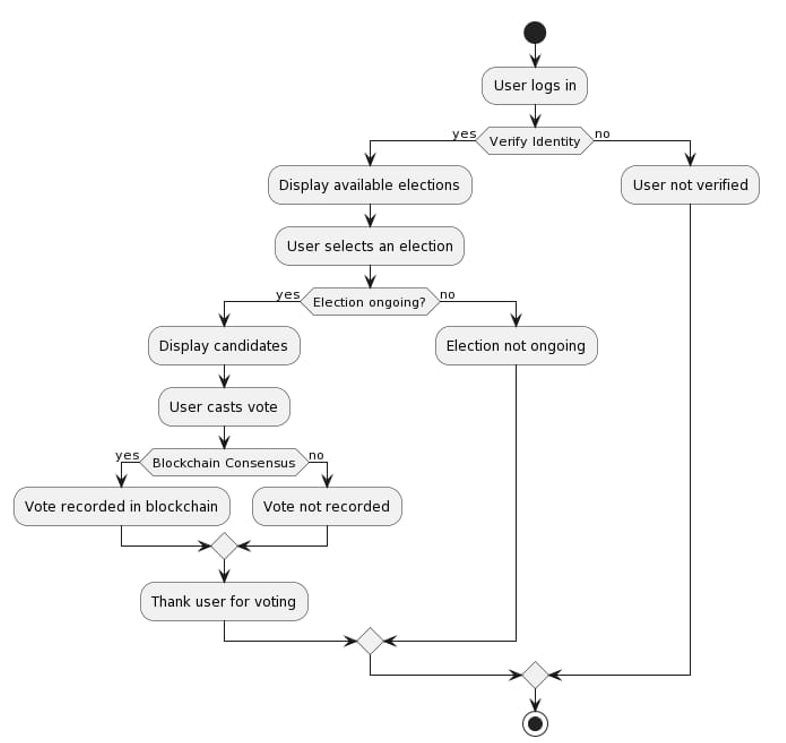 User logs in
yes
Verify Identity
no
Display available elections
User not verified
User selects an election
yes
Election ongoing?
no
Display candidates
Election not ongoing
User casts vote
yes
Blockchain Consensus
no
Vote recorded in blockchain
Vote not recorded
Thank user for voting